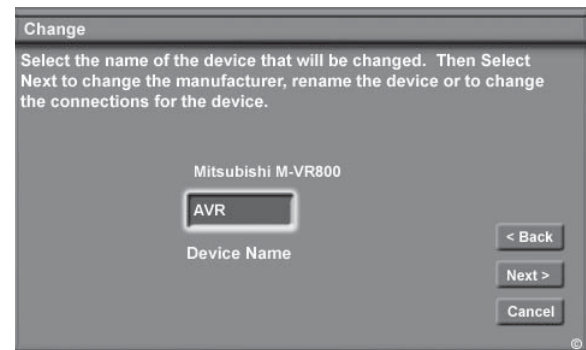 Change
Select the name of the device that will be changed.  Then Select
Next to change the manufacturer, rename the device or to change
the connections for the device.
Mitsubishi M-VR800
AVR
Device Name
< Back
Next >
Cancel
©